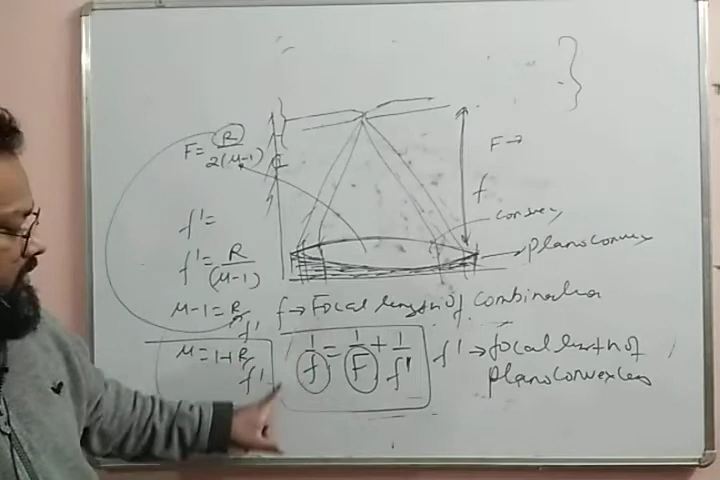 F = R/2(μ-1)
F →
f
convex
planoconvex
f' =
f' = R/(μ-1)
μ-1 = R/f'
f → Focal length of combination
μ = 1 + R/f'
1/f = 1/F + 1/f'
f' → focal length of
planoconvex lens